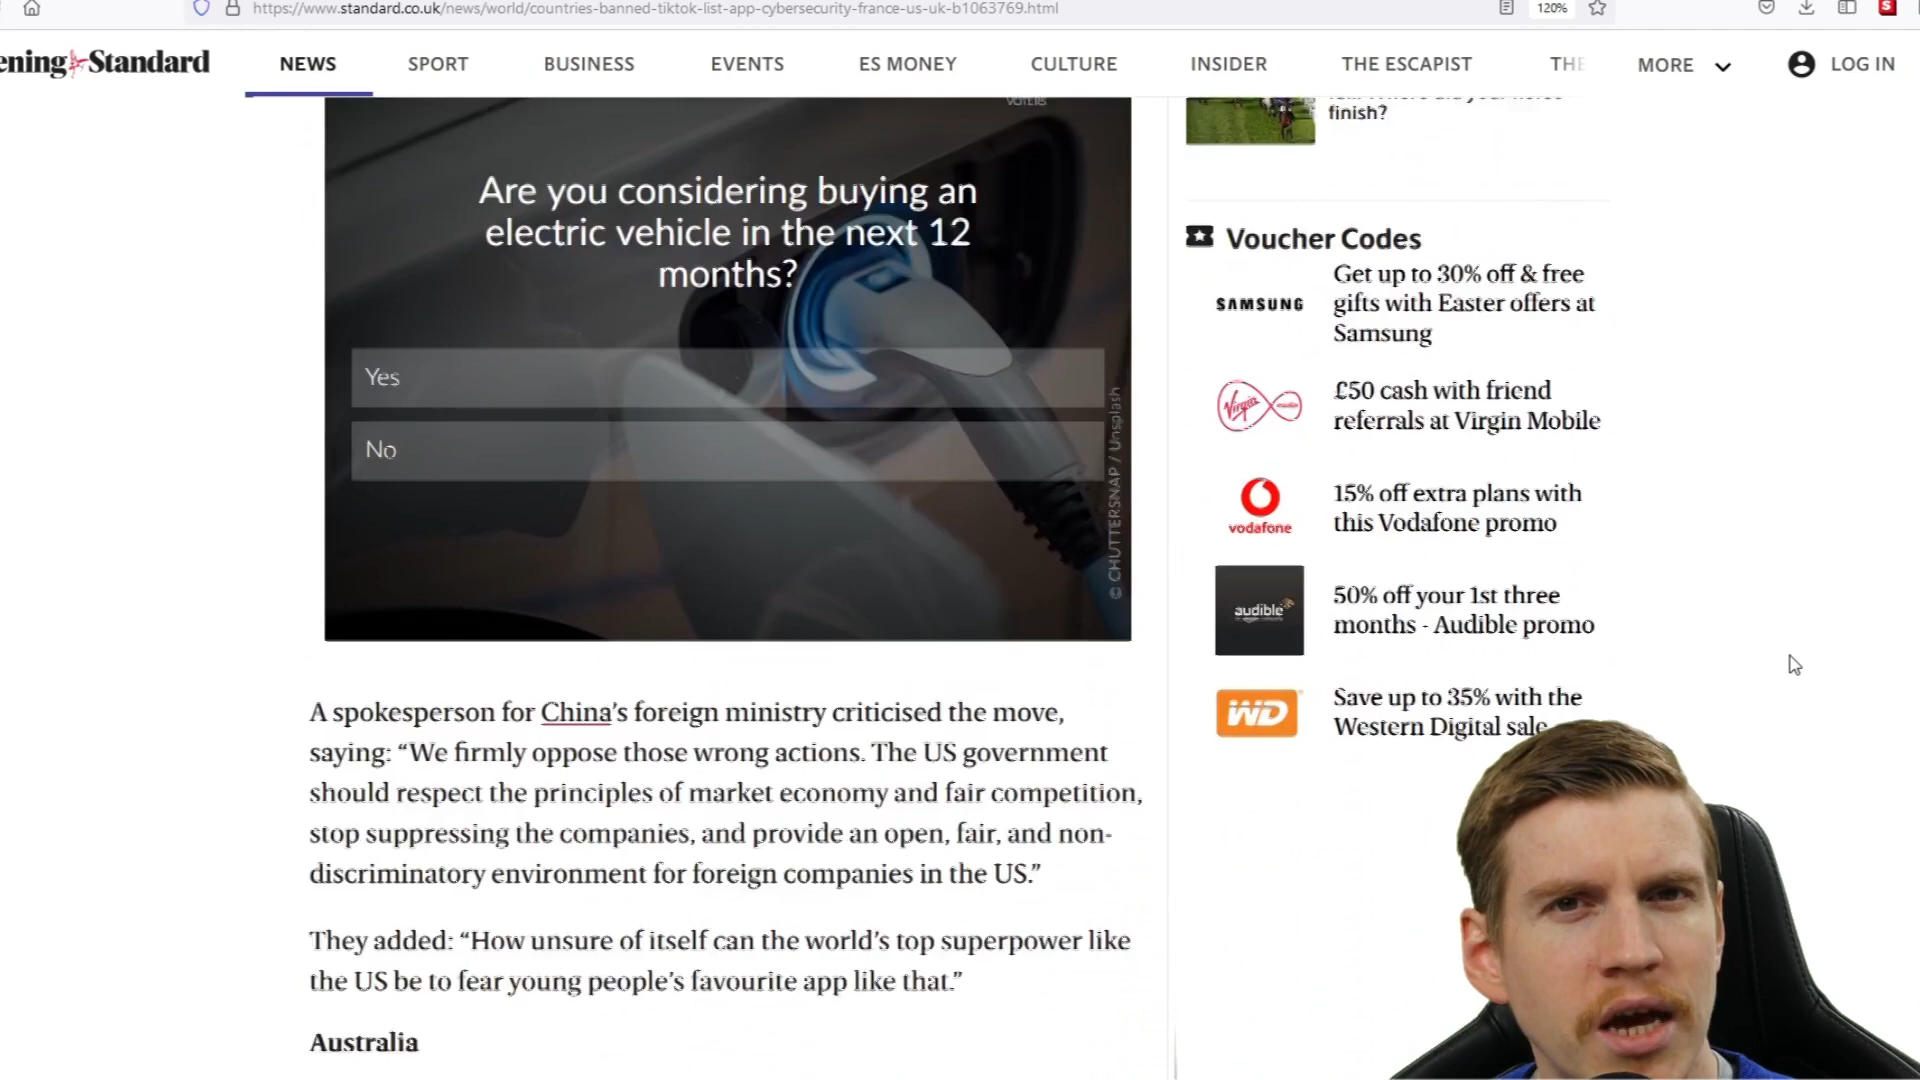 https://www.standard.co.uk/news/world/countries-banned-tiktok-list-app-cybersecurity-france-us-uk-b1063769.html
120%
ening Standard
NEWS
SPORT
BUSINESS
EVENTS
ES MONEY
CULTURE
INSIDER
THE ESCAPIST
THE
MORE
LOG IN
Are you considering buying an
electric vehicle in the next 12
months?
Yes
No
© CHUTTERSNAP / Unsplash
finish?
Voucher Codes
SAMSUNG
Get up to 30% off & free
gifts with Easter offers at
Samsung
Virgin
£50 cash with friend
referrals at Virgin Mobile
vodafone
15% off extra plans with
this Vodafone promo
audible
50% off your 1st three
months - Audible promo
WD
Save up to 35% with the
Western Digital sale
A spokesperson for China’s foreign ministry criticised the move,
saying: “We firmly oppose those wrong actions. The US government
should respect the principles of market economy and fair competition,
stop suppressing the companies, and provide an open, fair, and non-
discriminatory environment for foreign companies in the US.”
They added: “How unsure of itself can the world’s top superpower like
the US be to fear young people’s favourite app like that.”
Australia